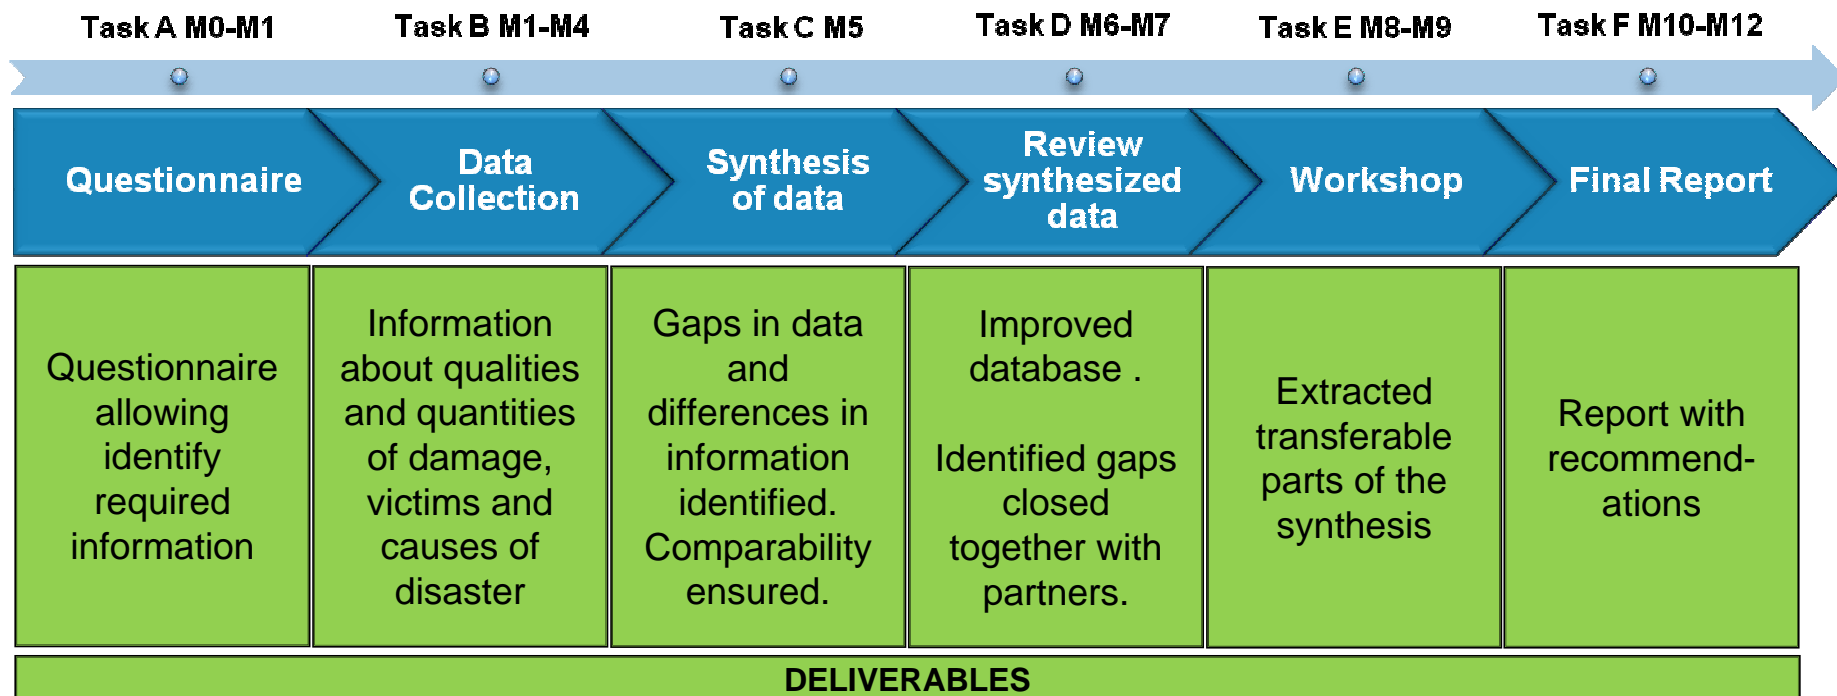 Task A M0-M1
Task B M1-M4
Task C M5
Task D M6-M7
Task E M8-M9
Task F M10-M12
Questionnaire
Data
Collection
Synthesis
of data
Review
synthesized
data
Workshop
Final Report
Questionnaire
allowing
identify
required
information
Information
about qualities
and quantities
of damage,
victims and
causes of
disaster
Gaps in data
and
differences in
information
identified.
Comparability
ensured.
Improved
database .
Identified gaps
closed
together with
partners.
Extracted
transferable
parts of the
synthesis
Report with
recommend-
ations
DELIVERABLES